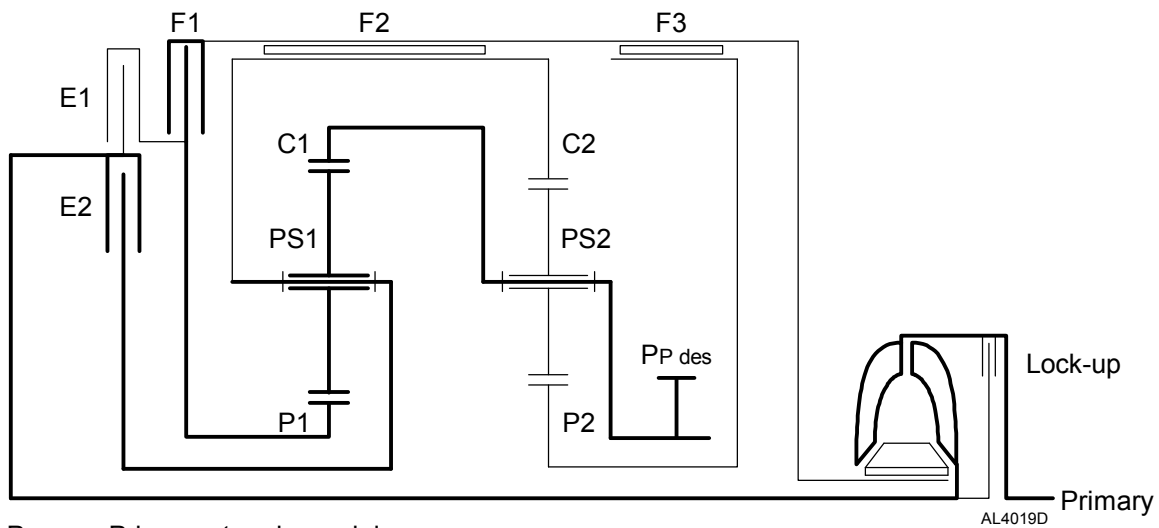 F1
F2
F3
E1
C1
C2
E2
PS1
PS2
PP des
Lock-up
P1
P2
Primary
AL4019D